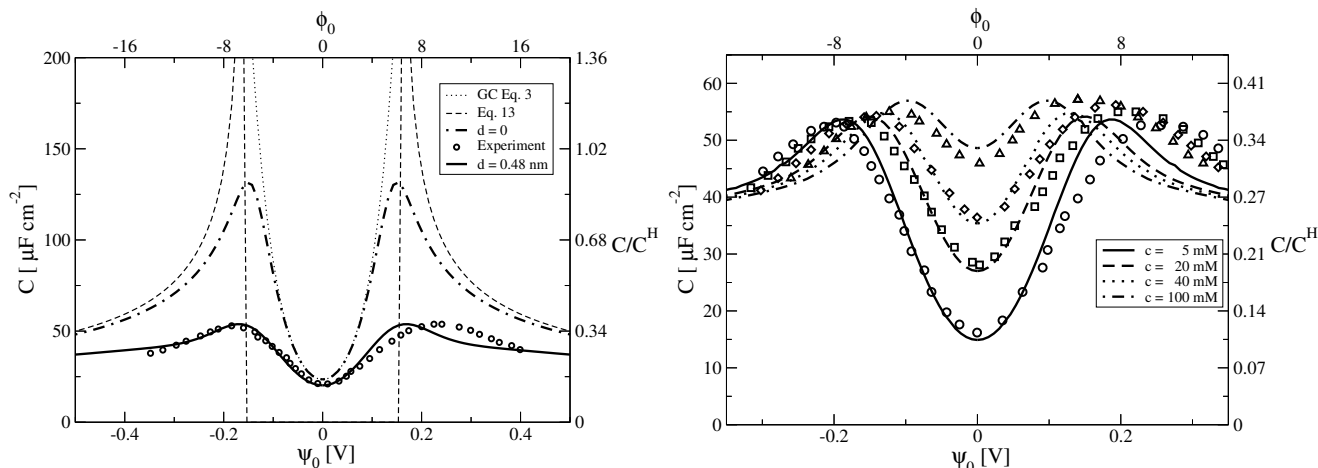 ϕ0
-16 -8 0 8 16
200 1.36
GC Eq. 3
Eq. 13
d = 0
Experiment
d = 0.48 nm
150
1.02
C [ μF cm-2]
100
0.68
C/CH
50 0.34
0 0
-0.4 -0.2 0 0.2 0.4
ψ0 [V]
ϕ0
-8 0 8
60
0.41
50
0.34
40
0.27
C [ μF cm-2]
30
0.21
C/CH
c = 5 mM
c = 20 mM
c = 40 mM
c = 100 mM
20
0.14
10
0.07
0 0
-0.2 0 0.2
ψ0 [V]